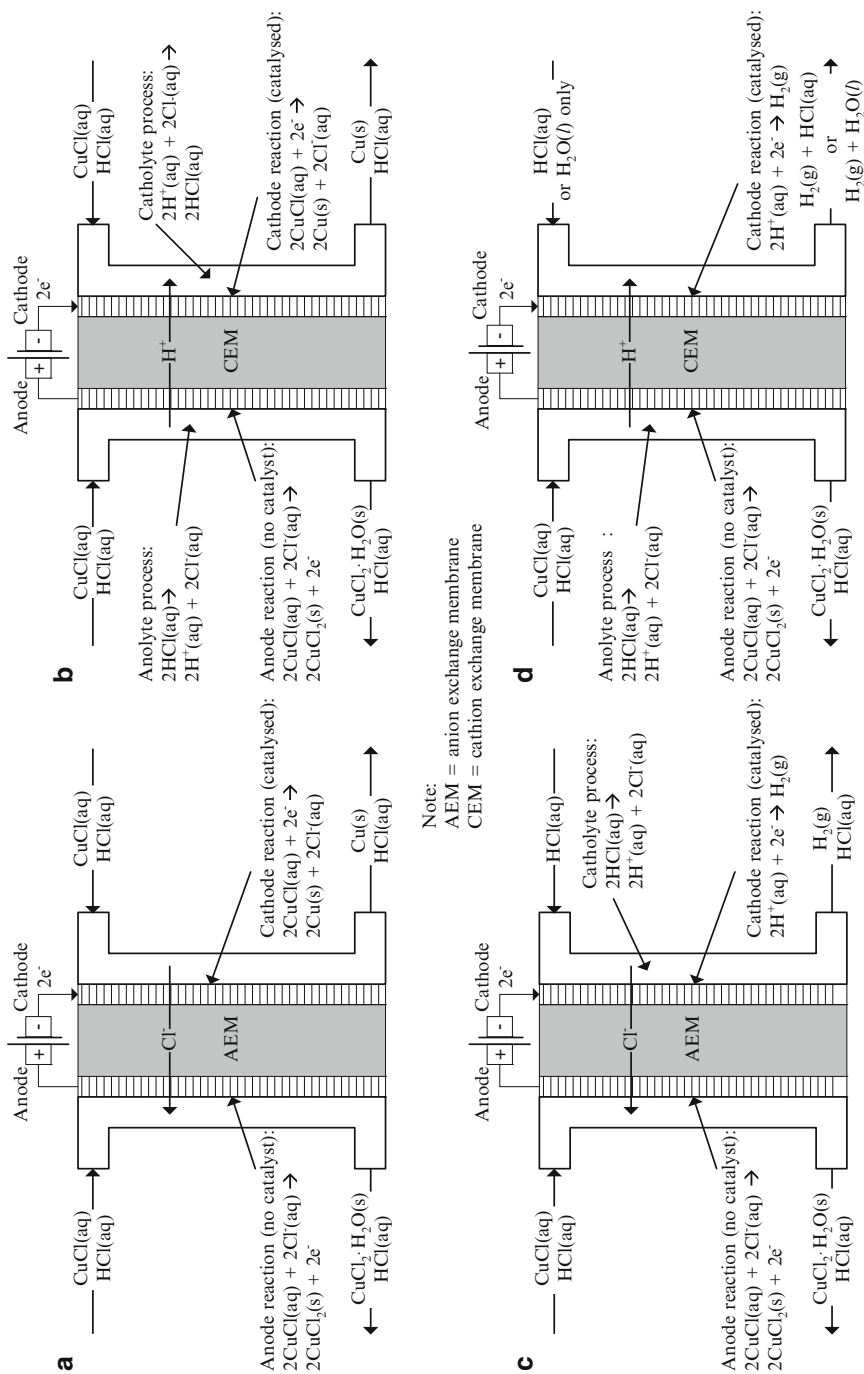 a
Anode
Cathode
+
-
2e-
CuCl(aq)
HCl(aq)
CuCl(aq)
HCl(aq)
Cl-
AEM
Anode reaction (no catalyst):
2CuCl(aq) + 2Cl-(aq) →
2CuCl2(s) + 2e-
Cathode reaction (catalysed):
2CuCl(aq) + 2e- →
2Cu(s) + 2Cl-(aq)
CuCl2· H2O(s)
HCl(aq)
Cu(s)
HCl(aq)
b
Anode
Cathode
+
-
2e-
CuCl(aq)
HCl(aq)
CuCl(aq)
HCl(aq)
Anolyte process:
2HCl(aq)→
2H+(aq) + 2Cl-(aq)
H+
CEM
Catholyte process:
2H+(aq) + 2Cl-(aq)→
2HCl(aq)
Anode reaction (no catalyst):
2CuCl(aq) + 2Cl-(aq)→
2CuCl2(s) + 2e-
Cathode reaction (catalysed):
2CuCl(aq) + 2e- →
2Cu(s) + 2Cl-(aq)
CuCl2· H2O(s)
HCl(aq)
Cu(s)
HCl(aq)
Note:
AEM = anion exchange membrane
CEM = cathion exchange membrane
c
Anode
Cathode
+
-
2e-
CuCl(aq)
HCl(aq)
HCl(aq)
Cl-
AEM
Catholyte process:
2HCl(aq)→
2H+(aq) + 2Cl-(aq)
Anode reaction (no catalyst):
2CuCl(aq) + 2Cl-(aq)→
2CuCl2(s) + 2e-
Cathode reaction (catalysed):
2H+(aq) + 2e- → H2(g)
CuCl2· H2O(s)
HCl(aq)
H2(g)
HCl(aq)
d
Anode
Cathode
+
-
2e-
CuCl(aq)
HCl(aq)
HCl(aq)
or H2O(l) only
Anolyte process :
2HCl(aq)→
2H+(aq) + 2Cl-(aq)
H+
CEM
Anode reaction (no catalyst):
2CuCl(aq) + 2Cl-(aq)→
2CuCl2(s) + 2e-
Cathode reaction (catalysed):
2H+(aq) + 2e- → H2(g)
CuCl2· H2O(s)
HCl(aq)
H2(g) + HCl(aq)
or
H2(g) + H2O(l)